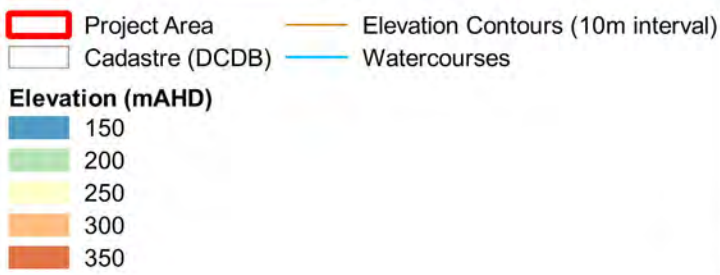 Project Area
Elevation Contours (10m interval)
Cadastre (DCDB)
Watercourses
Elevation (mAHD)
150
200
250
300
350